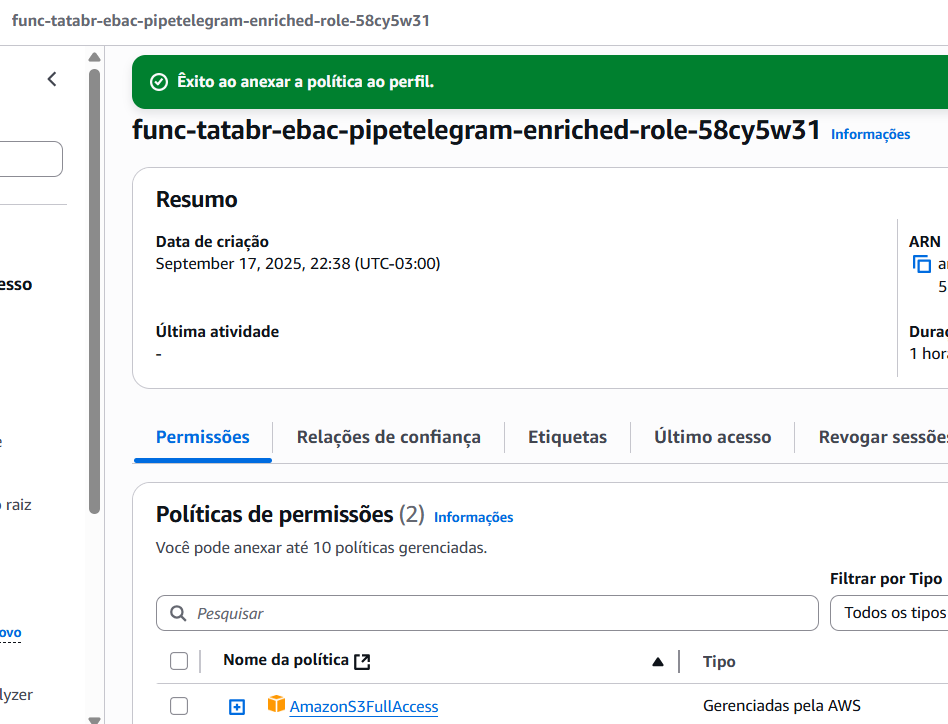 func-tatabr-ebac-pipetelegram-enriched-role-58cy5w31
Êxito ao anexar a política ao perfil.
func-tatabr-ebac-pipetelegram-enriched-role-58cy5w31 Informações
Resumo
Data de criação
September 17, 2025, 22:38 (UTC-03:00)
Última atividade
-
ARN
5
1
esso
raiz
ovo
lyzer
Permissões Relações de confiança Etiquetas Último acesso Revogar
Políticas de permissões (2) Informações
Você pode anexar até 10 políticas gerenciadas.
Filtrar por Tipo
Pesquisar
Todos os tipos
Nome da política Tipo
AmazonS3FullAccess Gerenciadas pela AWS